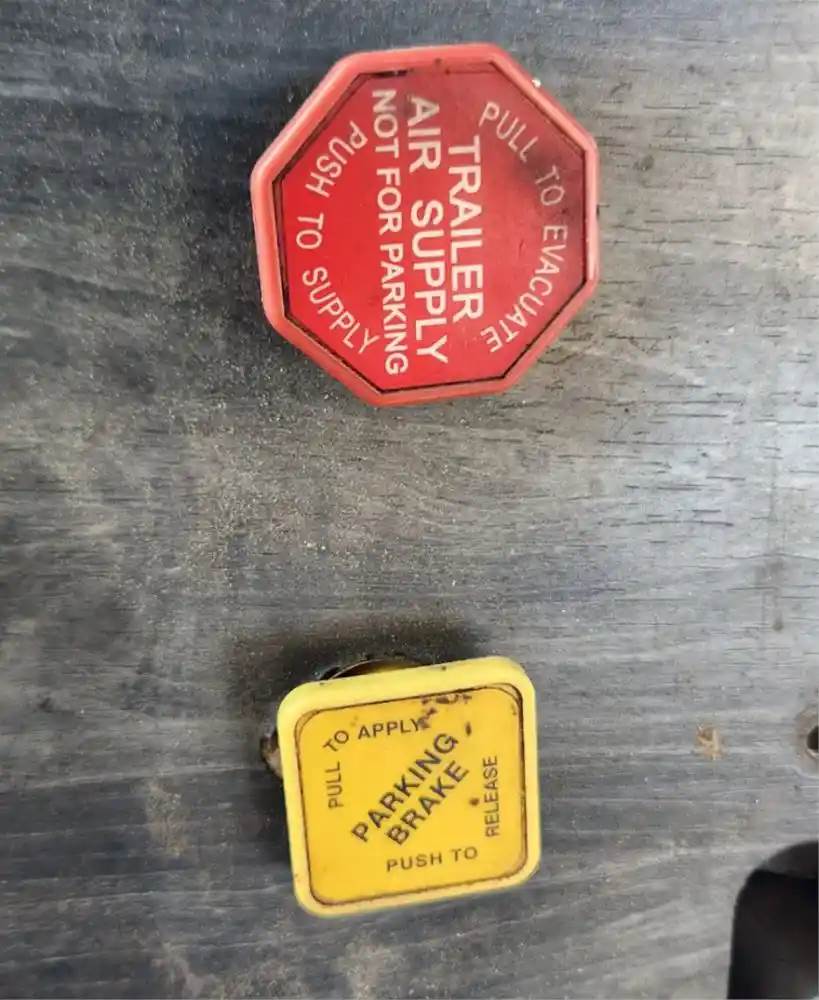 PULL TO EVACUATE
TRAILER
AIR SUPPLY
NOT FOR PARKING
PUSH TO SUPPLY
PULL TO APPLY
PARKING
BRAKE
PUSH TO RELEASE